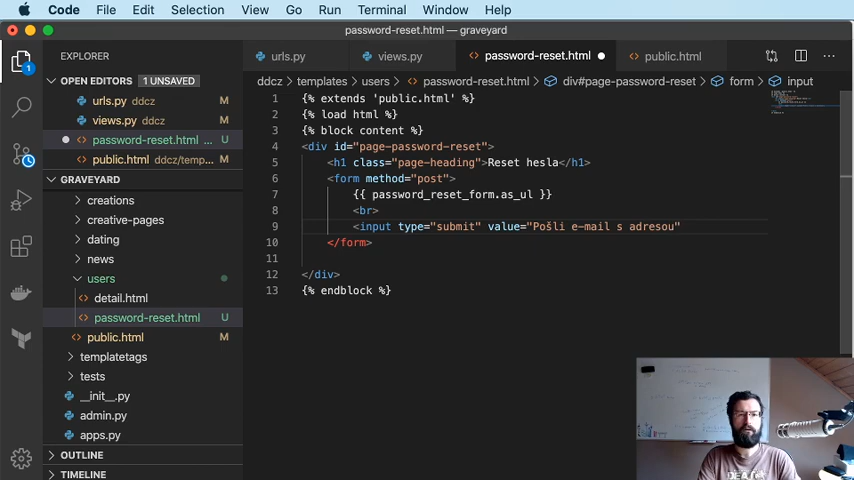 Code File Edit Selection View Go Run Terminal Window Help
password-reset.html — graveyard
EXPLORER
OPEN EDITORS 1 UNSAVED
urls.py ddcz M
views.py ddcz M
password-reset.html ... U
public.html ddcz/temp... M
GRAVEYARD
creations
creative-pages
dating
news
users
detail.html
password-reset.html U
public.html M
templatetags
tests
__init__.py
admin.py
apps.py
OUTLINE
TIMELINE
1
urls.py views.py password-reset.html public.html
ddcz > templates > users > password-reset.html > div#page-password-reset > form > input
1 {% extends 'public.html' %}
2 {% load html %}
3 {% block content %}
4 <div id="page-password-reset">
5 <h1 class="page-heading">Reset hesla</h1>
6 <form method="post">
7 {{ password_reset_form.as_ul }}
8 <br>
9 <input type="submit" value="Pošli e-mail s adresou"
10 </form>
11
12 </div>
13 {% endblock %}